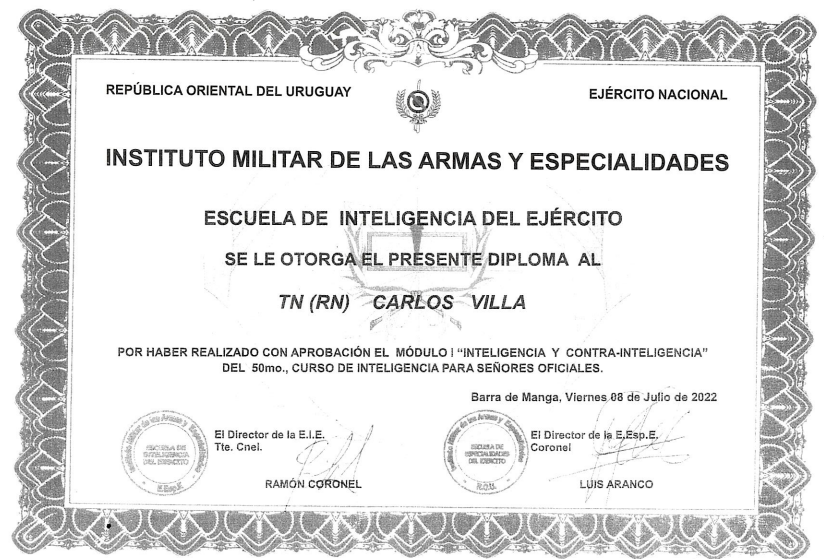 REPÚBLICA ORIENTAL DEL URUGUAY
EJÉRCITO NACIONAL
INSTITUTO MILITAR DE LAS ARMAS Y ESPECIALIDADES
ESCUELA DE INTELIGENCIA DEL EJÉRCITO
SE LE OTORGA EL PRESENTE DIPLOMA AL
TN (RN) CARLOS VILLA
POR HABER REALIZADO CON APROBACIÓN EL MÓDULO I “INTELIGENCIA Y CONTRA-INTELIGENCIA”
DEL 50mo., CURSO DE INTELIGENCIA PARA SEÑORES OFICIALES.
Barra de Manga, Viernes 08 de Julio de 2022
El Director de la E.I.E.
Tte. Cnel.
RAMÓN CORONEL
El Director de la E.Esp.E.
Coronel
LUIS ARANCO
Instituto Militar de las Armas y Especialidades
ESCUELA DE
INTELIGENCIA
DEL EJERCITO
E.Esp.E.
Instituto Militar de las Armas y Especialidades
ESCUELA DE
ESPECIALIDADES
DEL EJERCITO
R.O.U.